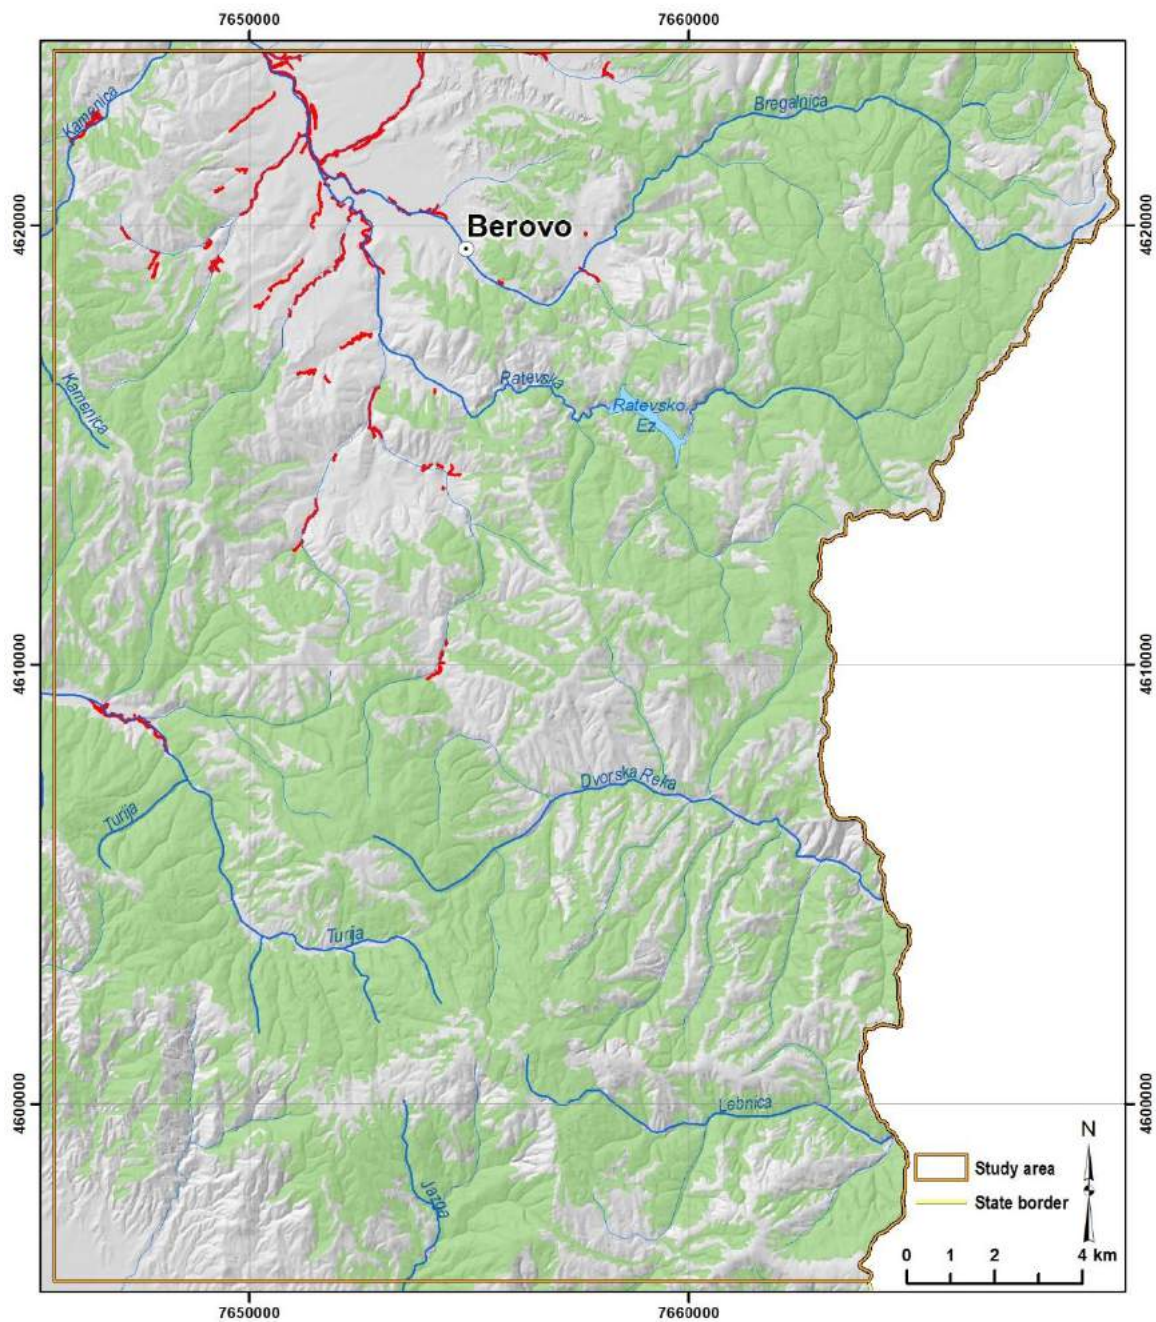 7650000
7660000
Kamenica
Bregalnica
4620000
4620000
Berovo
Kamenica
Ratevska
Ratevsko
Ez.
4610000
4610000
Dvorska Reka
Turija
Turija
4600000
4600000
Lebnica
N
Jazga
Study area
State border
0 1 2 4 km
7650000
7660000